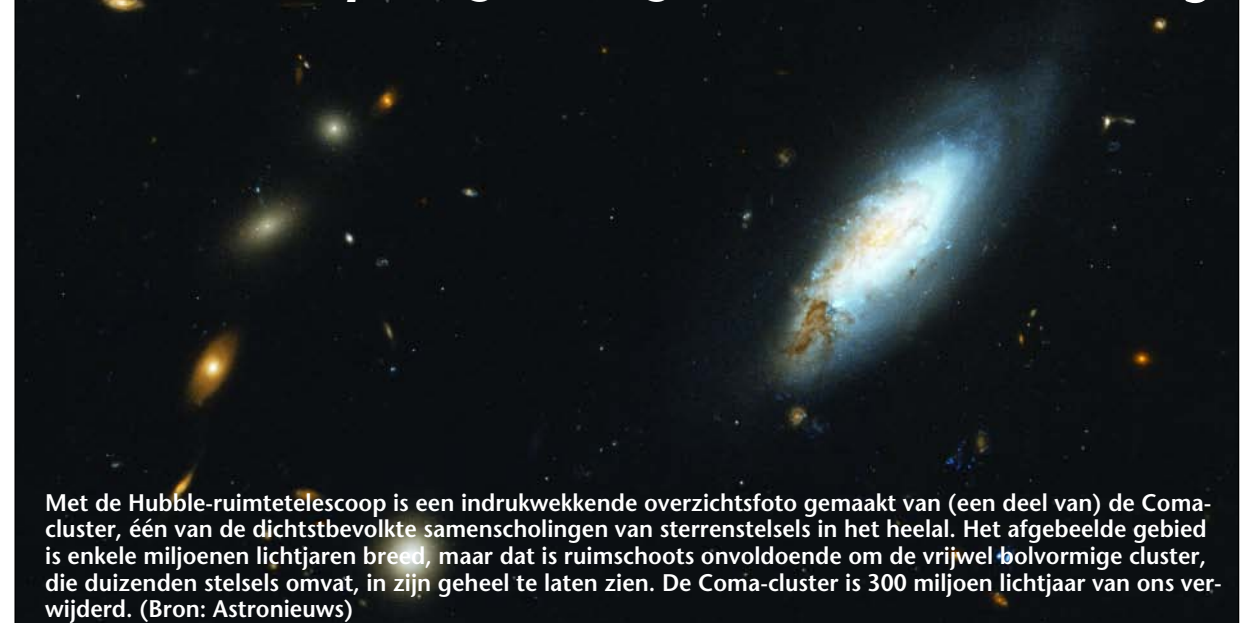 Met de Hubble-ruimtetelescoop is een indrukwekkende overzichtsfoto gemaakt van (een deel van) de Coma-
cluster, één van de dichtstbevolkte samenscholingen van sterrenstelsels in het heelal. Het afgebeelde gebied
is enkele miljoenen lichtjaren breed, maar dat is ruimschoots onvoldoende om de vrijwel bolvormige cluster,
die duizenden stelsels omvat, in zijn geheel te laten zien. De Coma-cluster is 300 miljoen lichtjaar van ons ver-
wijderd. (Bron: Astronieuws)